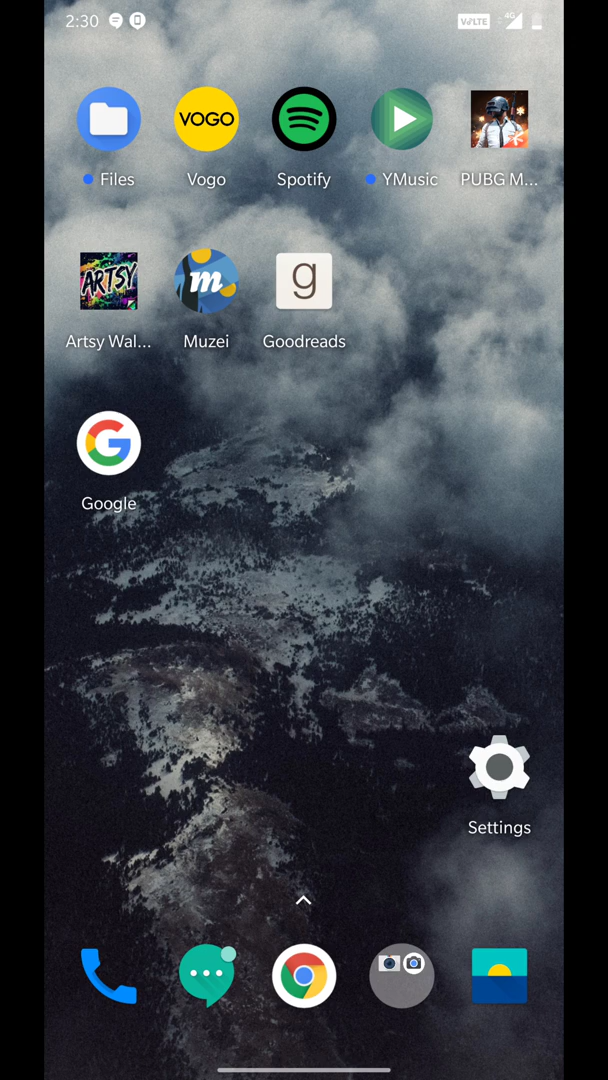 2:30 VoLTE 4G
VOGO
Files Vogo Spotify YMusic PUBG M...
ARTSY m g
Artsy Wal... Muzei Goodreads
G
Google
Settings